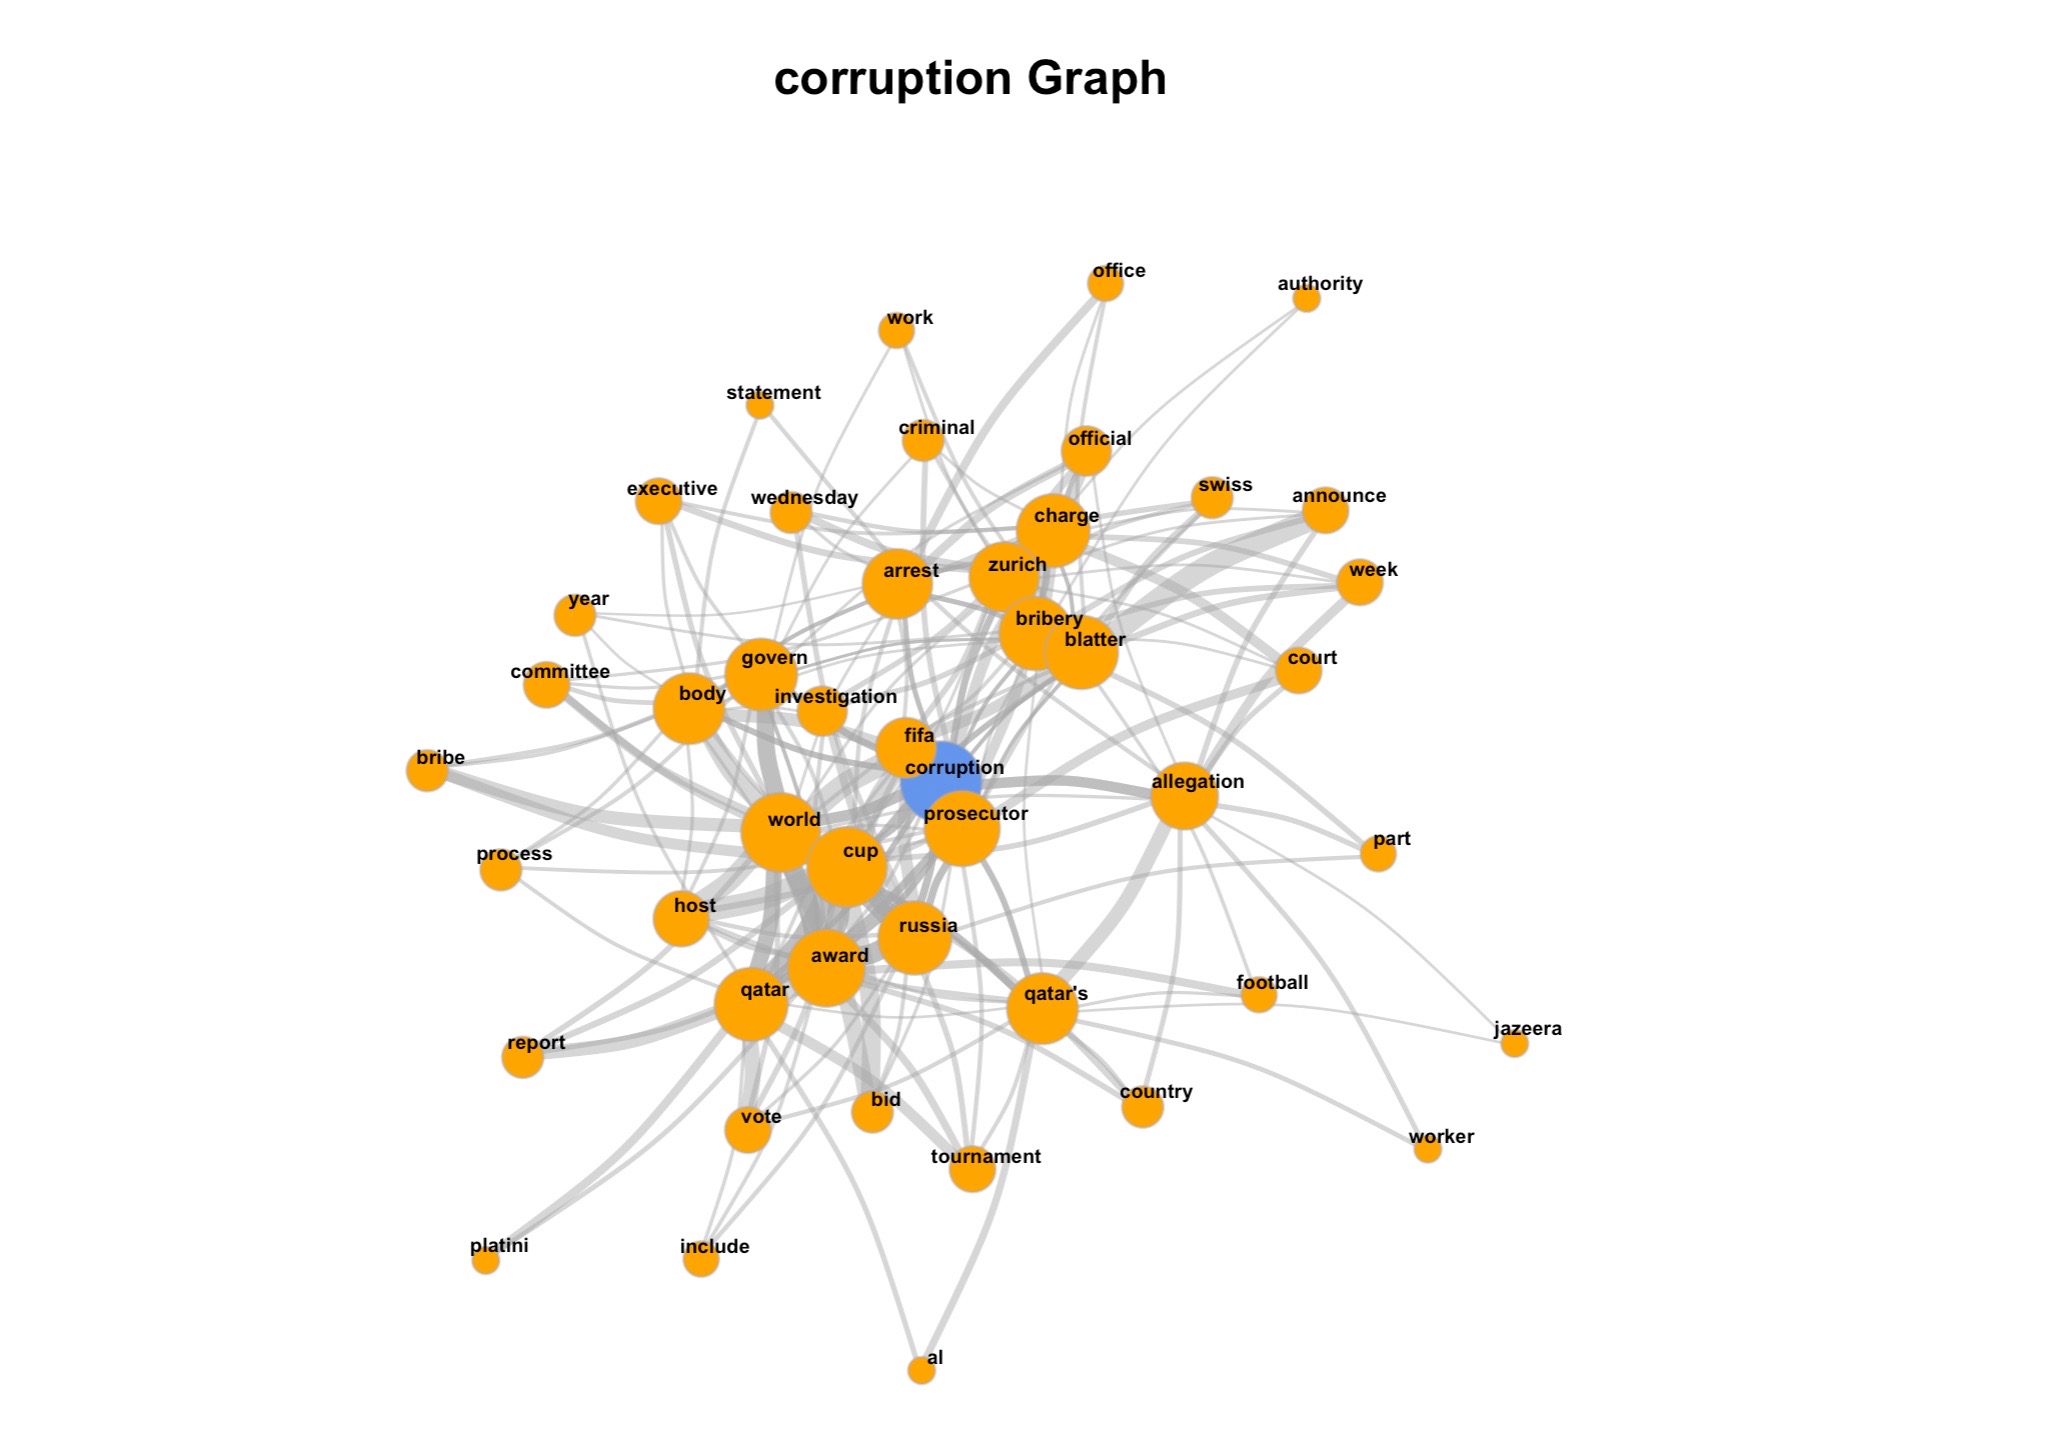 corruption Graph
office
authority
work
statement
criminal
official
executive
wednesday
swiss
announce
charge
zurich
arrest
week
year
bribery
blatter
govern
court
committee
body
investigation
fifa
bribe
corruption
allegation
world
prosecutor
cup
part
process
host
russia
award
qatar
qatar's
football
report
jazeera
country
bid
vote
worker
tournament
platini
include
al